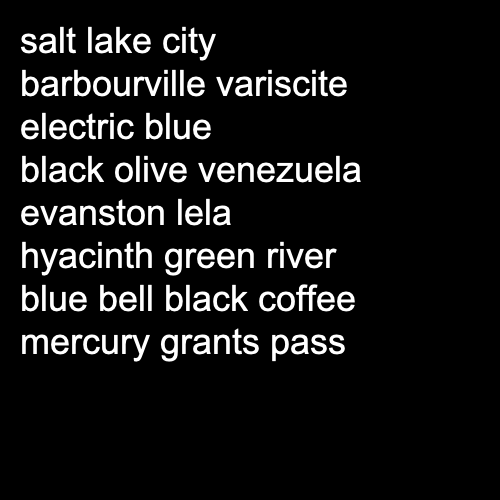 salt lake city
barbourville variscite
electric blue
black olive venezuela
evanston lela
hyacinth green river
blue bell black coffee
mercury grants pass